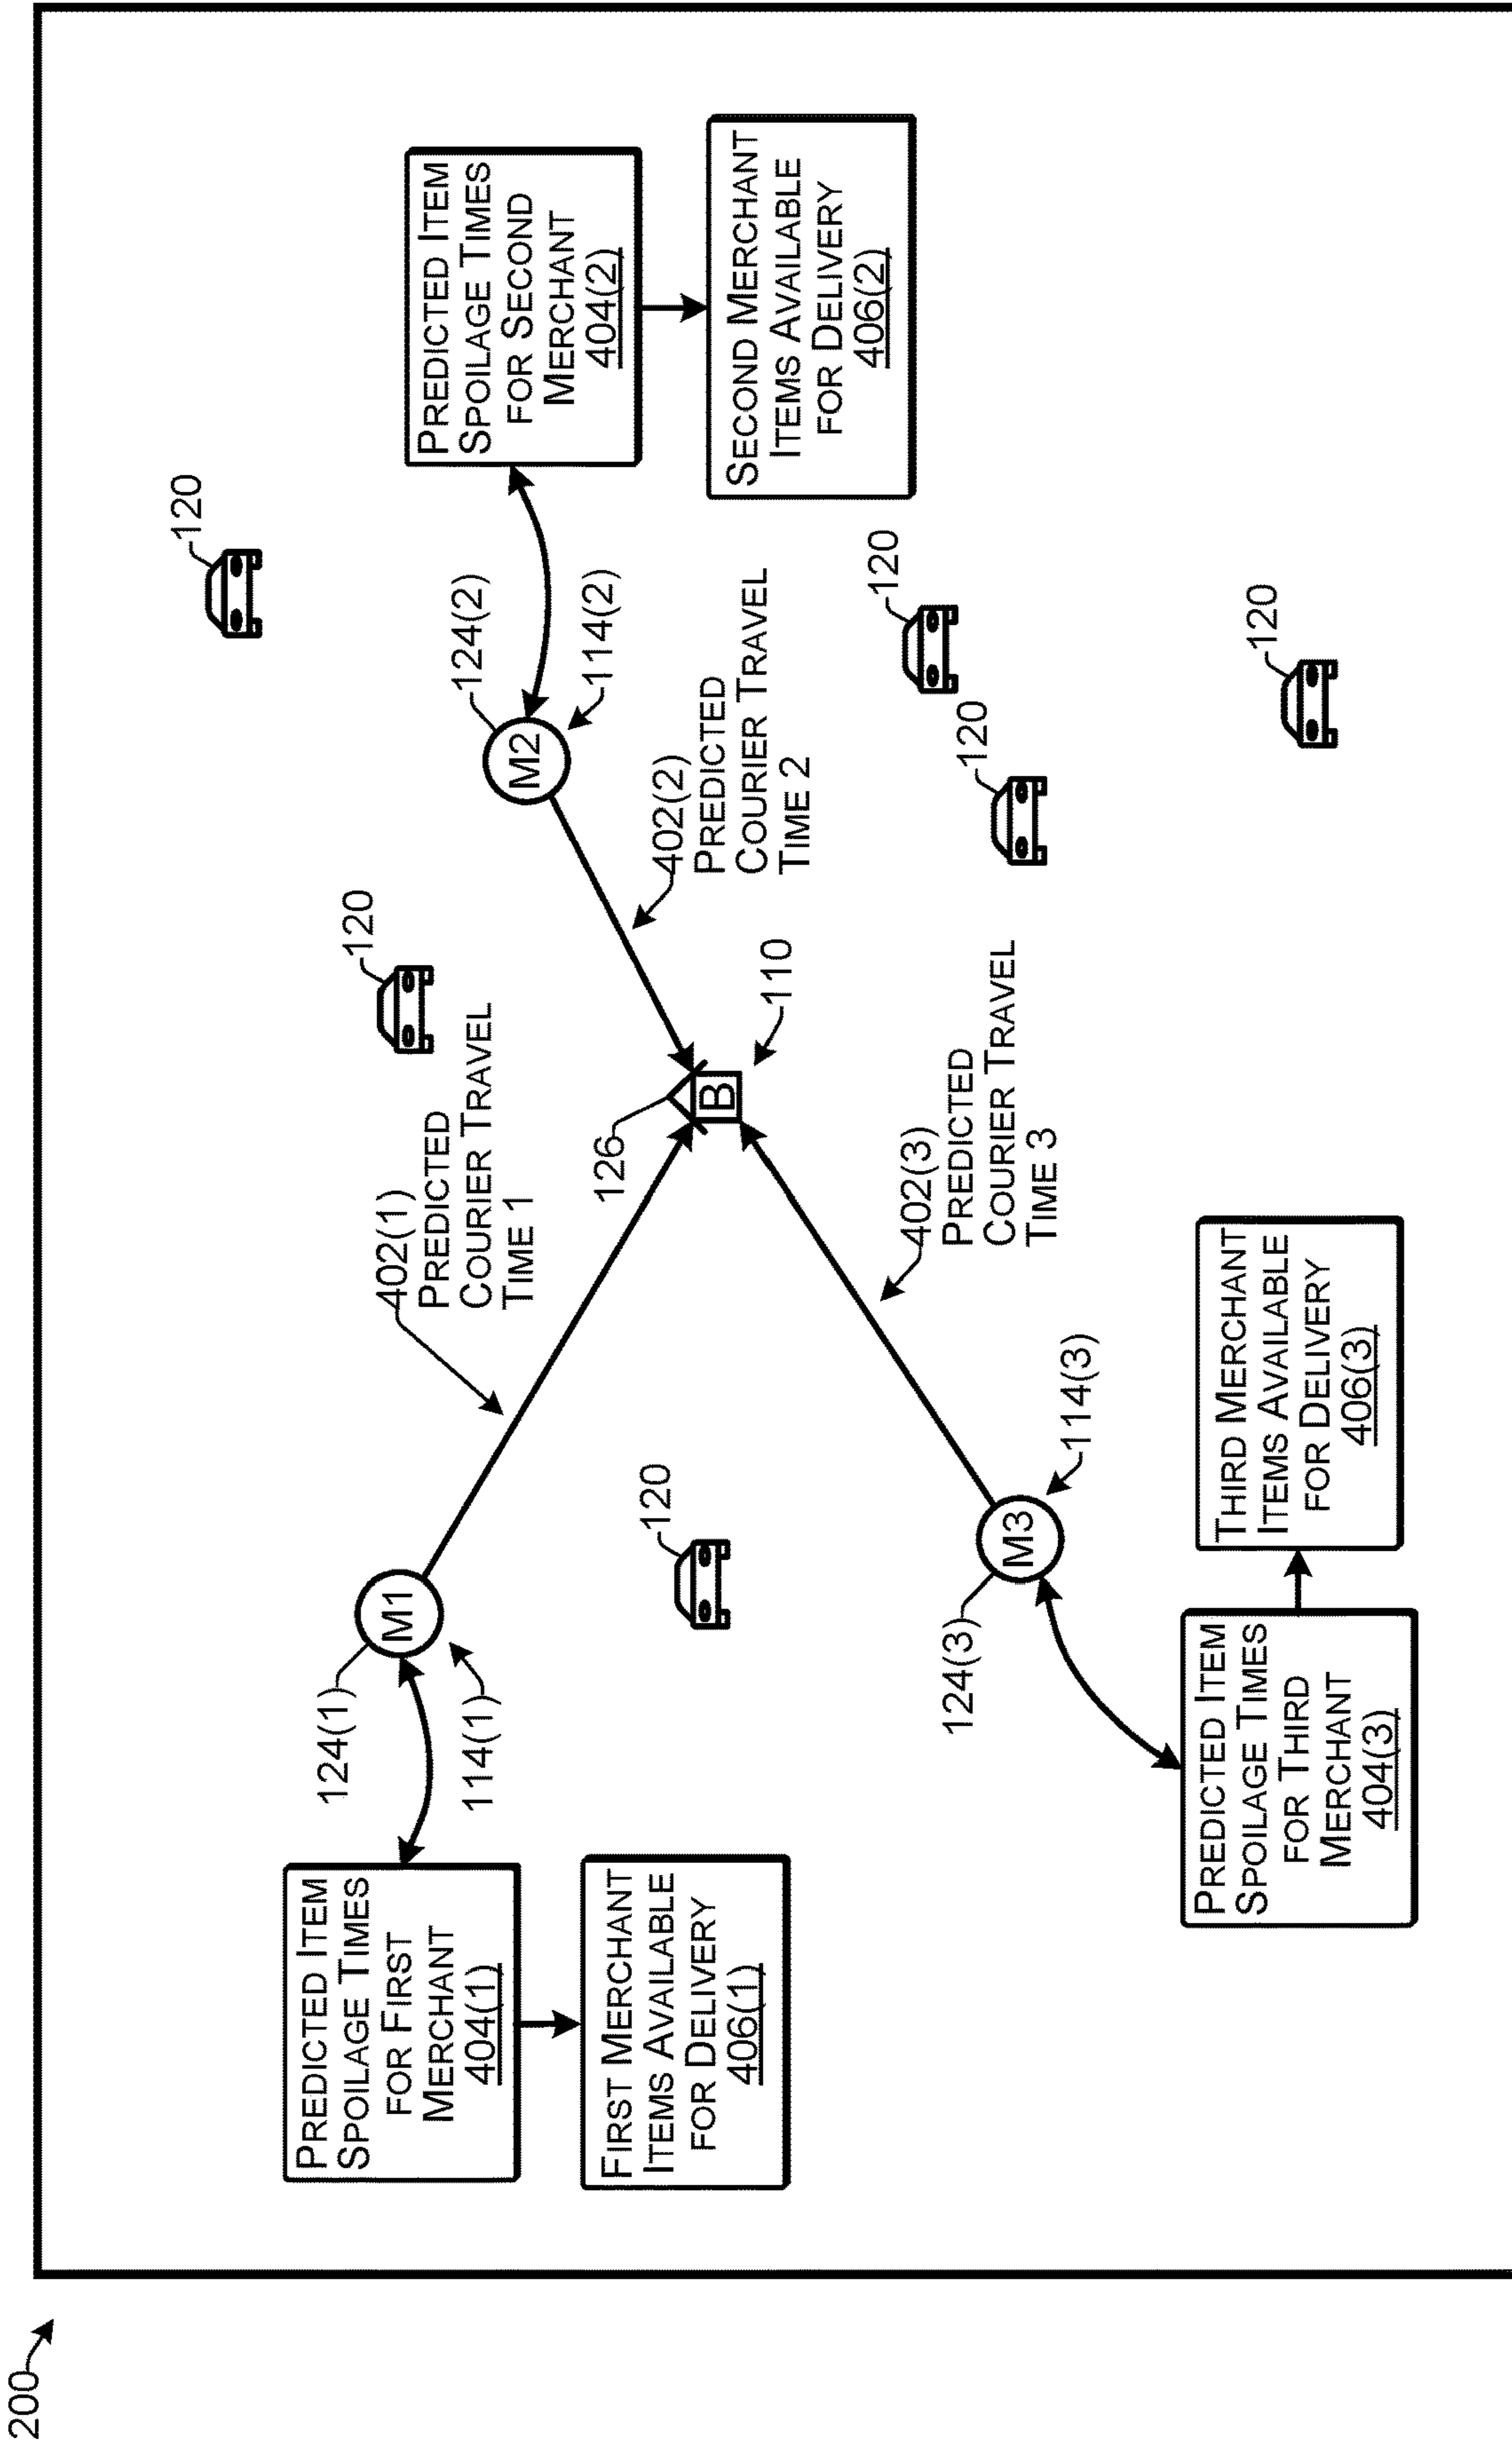 200
120
PREDICTED ITEM
SPOILAGE TIMES
FOR FIRST
MERCHANT
404(1)
FIRST MERCHANT
ITEMS AVAILABLE
FOR DELIVERY
406(1)
124(1)
M1
114(1)
402(1)
PREDICTED
COURIER TRAVEL
TIME 1
120
120
126
B
110
124(2)
M2
114(2)
402(2)
PREDICTED
COURIER TRAVEL
TIME 2
PREDICTED ITEM
SPOILAGE TIMES
FOR SECOND
MERCHANT
404(2)
SECOND MERCHANT
ITEMS AVAILABLE
FOR DELIVERY
406(2)
120
120
120
124(3)
M3
114(3)
402(3)
PREDICTED
COURIER TRAVEL
TIME 3
PREDICTED ITEM
SPOILAGE TIMES
FOR THIRD
MERCHANT
404(3)
THIRD MERCHANT
ITEMS AVAILABLE
FOR DELIVERY
406(3)